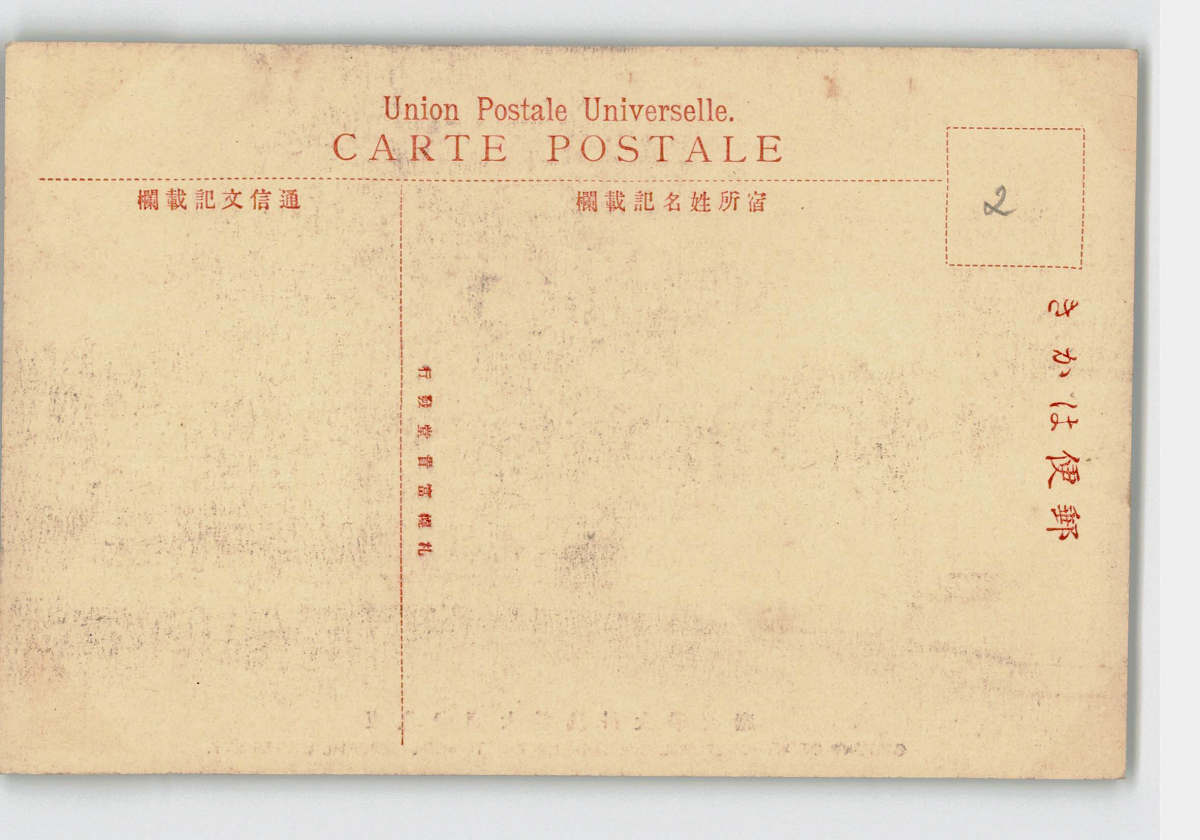 Union Postale Universelle.
CARTE POSTALE
欄載記文信通
欄載記名姓所宿
2
きかは便郵
行發堂貴富幌札